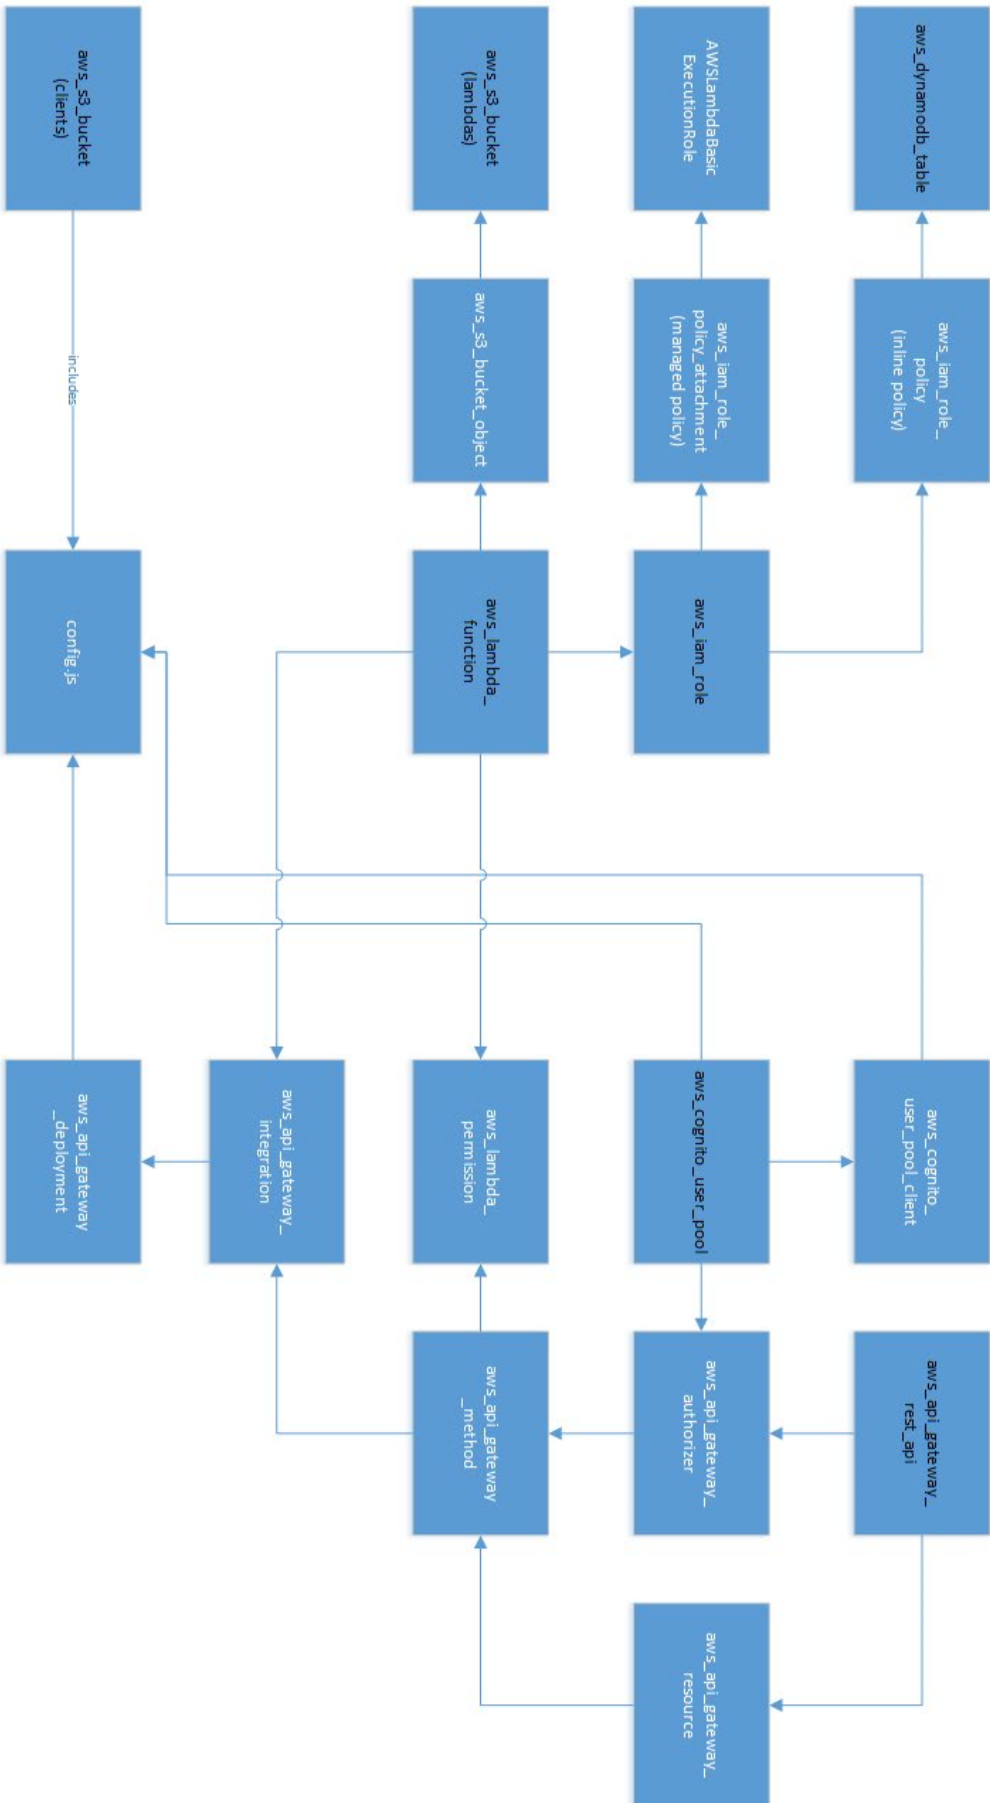 aws_dynamodb_table
aws_iam_role_
policy
(inline policy)
aws_cognito_
user_pool_client
aws_api_gateway_
rest_api
AWSLambdaBasic
ExecutionRole
aws_iam_role_
policy_attachment
(managed policy)
aws_iam_role
aws_cognito_user_pool
aws_api_gateway_
authorizer
aws_api_gateway_
resource
aws_s3_bucket
(lambdas)
aws_s3_bucket_object
aws_lambda_
function
aws_lambda_
permission
aws_api_gateway
_method
aws_api_gateway_
integration
aws_s3_bucket
(clients)
includes
config.js
aws_api_gateway
_deployment